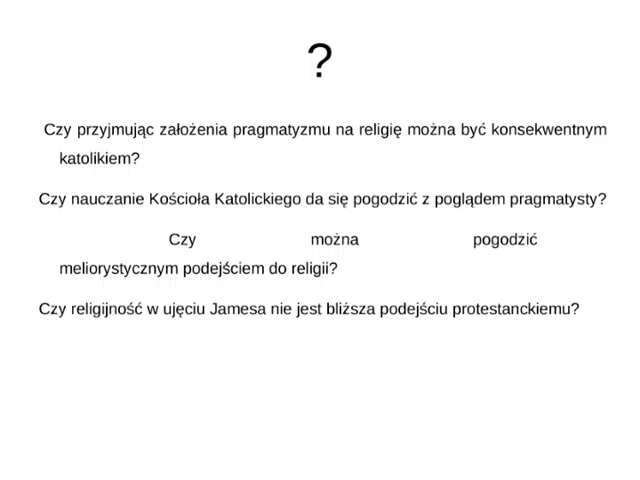 ?
Czy przyjmując założenia pragmatyzmu na religię można być konsekwentnym
katolikiem?
Czy nauczanie Kościoła Katolickiego da się pogodzić z poglądem pragmatysty?
Czy można pogodzić
meliorystycznym podejściem do religii?
Czy religijność w ujęciu Jamesa nie jest bliższa podejściu protestanckiemu?